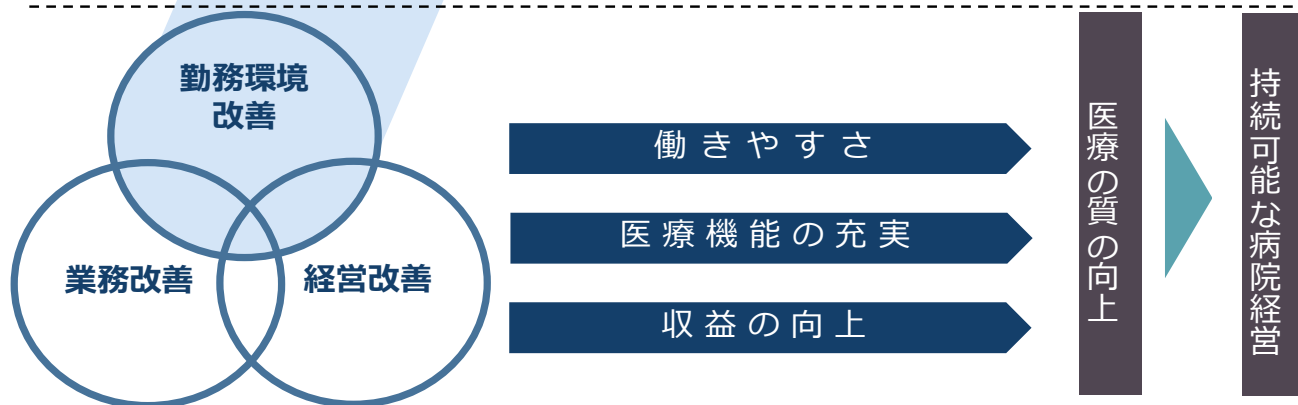 勤務環境
改善
業務改善
経営改善
働きやすさ
医療機能の充実
収益の向上
医療の質の向上
持続可能な病院経営